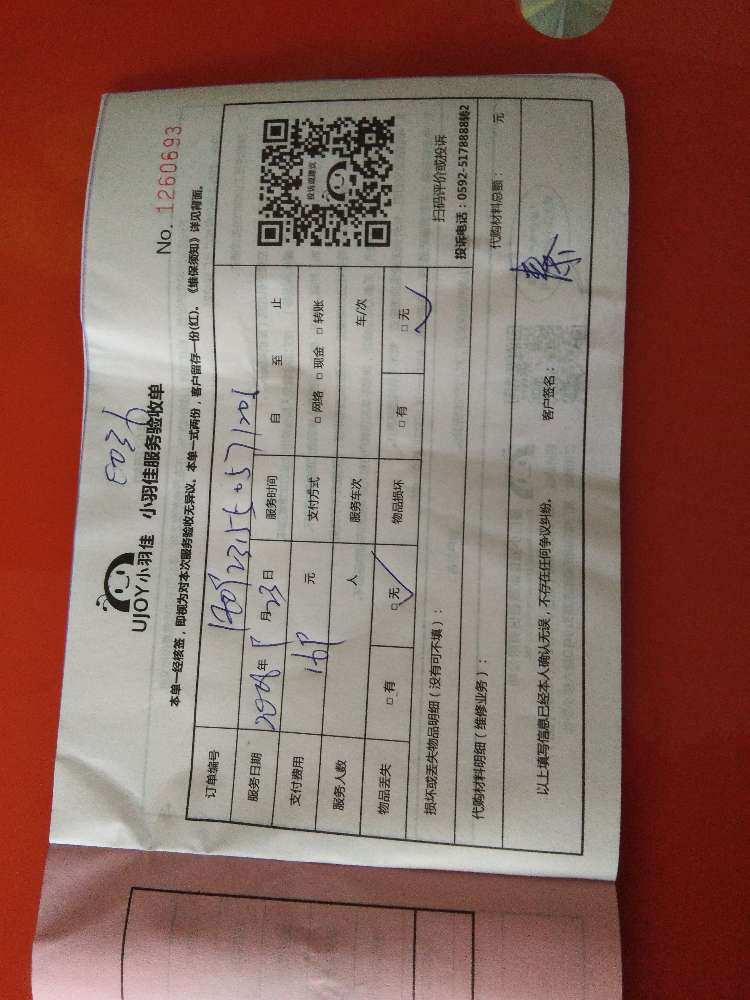 UJOY小羽佳 小羽佳服务验收单
No. 1260693
本单一经核签，即视为对本次服务验收无异议。本单一式两份，客户留存一份(红)。《维保须知》详见背面。
订单编号
服务日期 年 月 23 日 服务时间 自 至 止
支付费用 168 元 支付方式 □ 网络 □ 现金 □ 转账
服务人数 人 服务车次 车/次
物品丢失 □ 有 □ 无 物品损坏 □ 有 □ 无
投诉或建议
扫码评价或投诉
投诉电话：0592-5178888转2
损坏或丢失物品明细（没有可不填）：
代购材料明细（维修业务）： 代购材料总额： 元
以上填写信息已经本人确认无误，不存在任何争议纠纷。 客户签名：